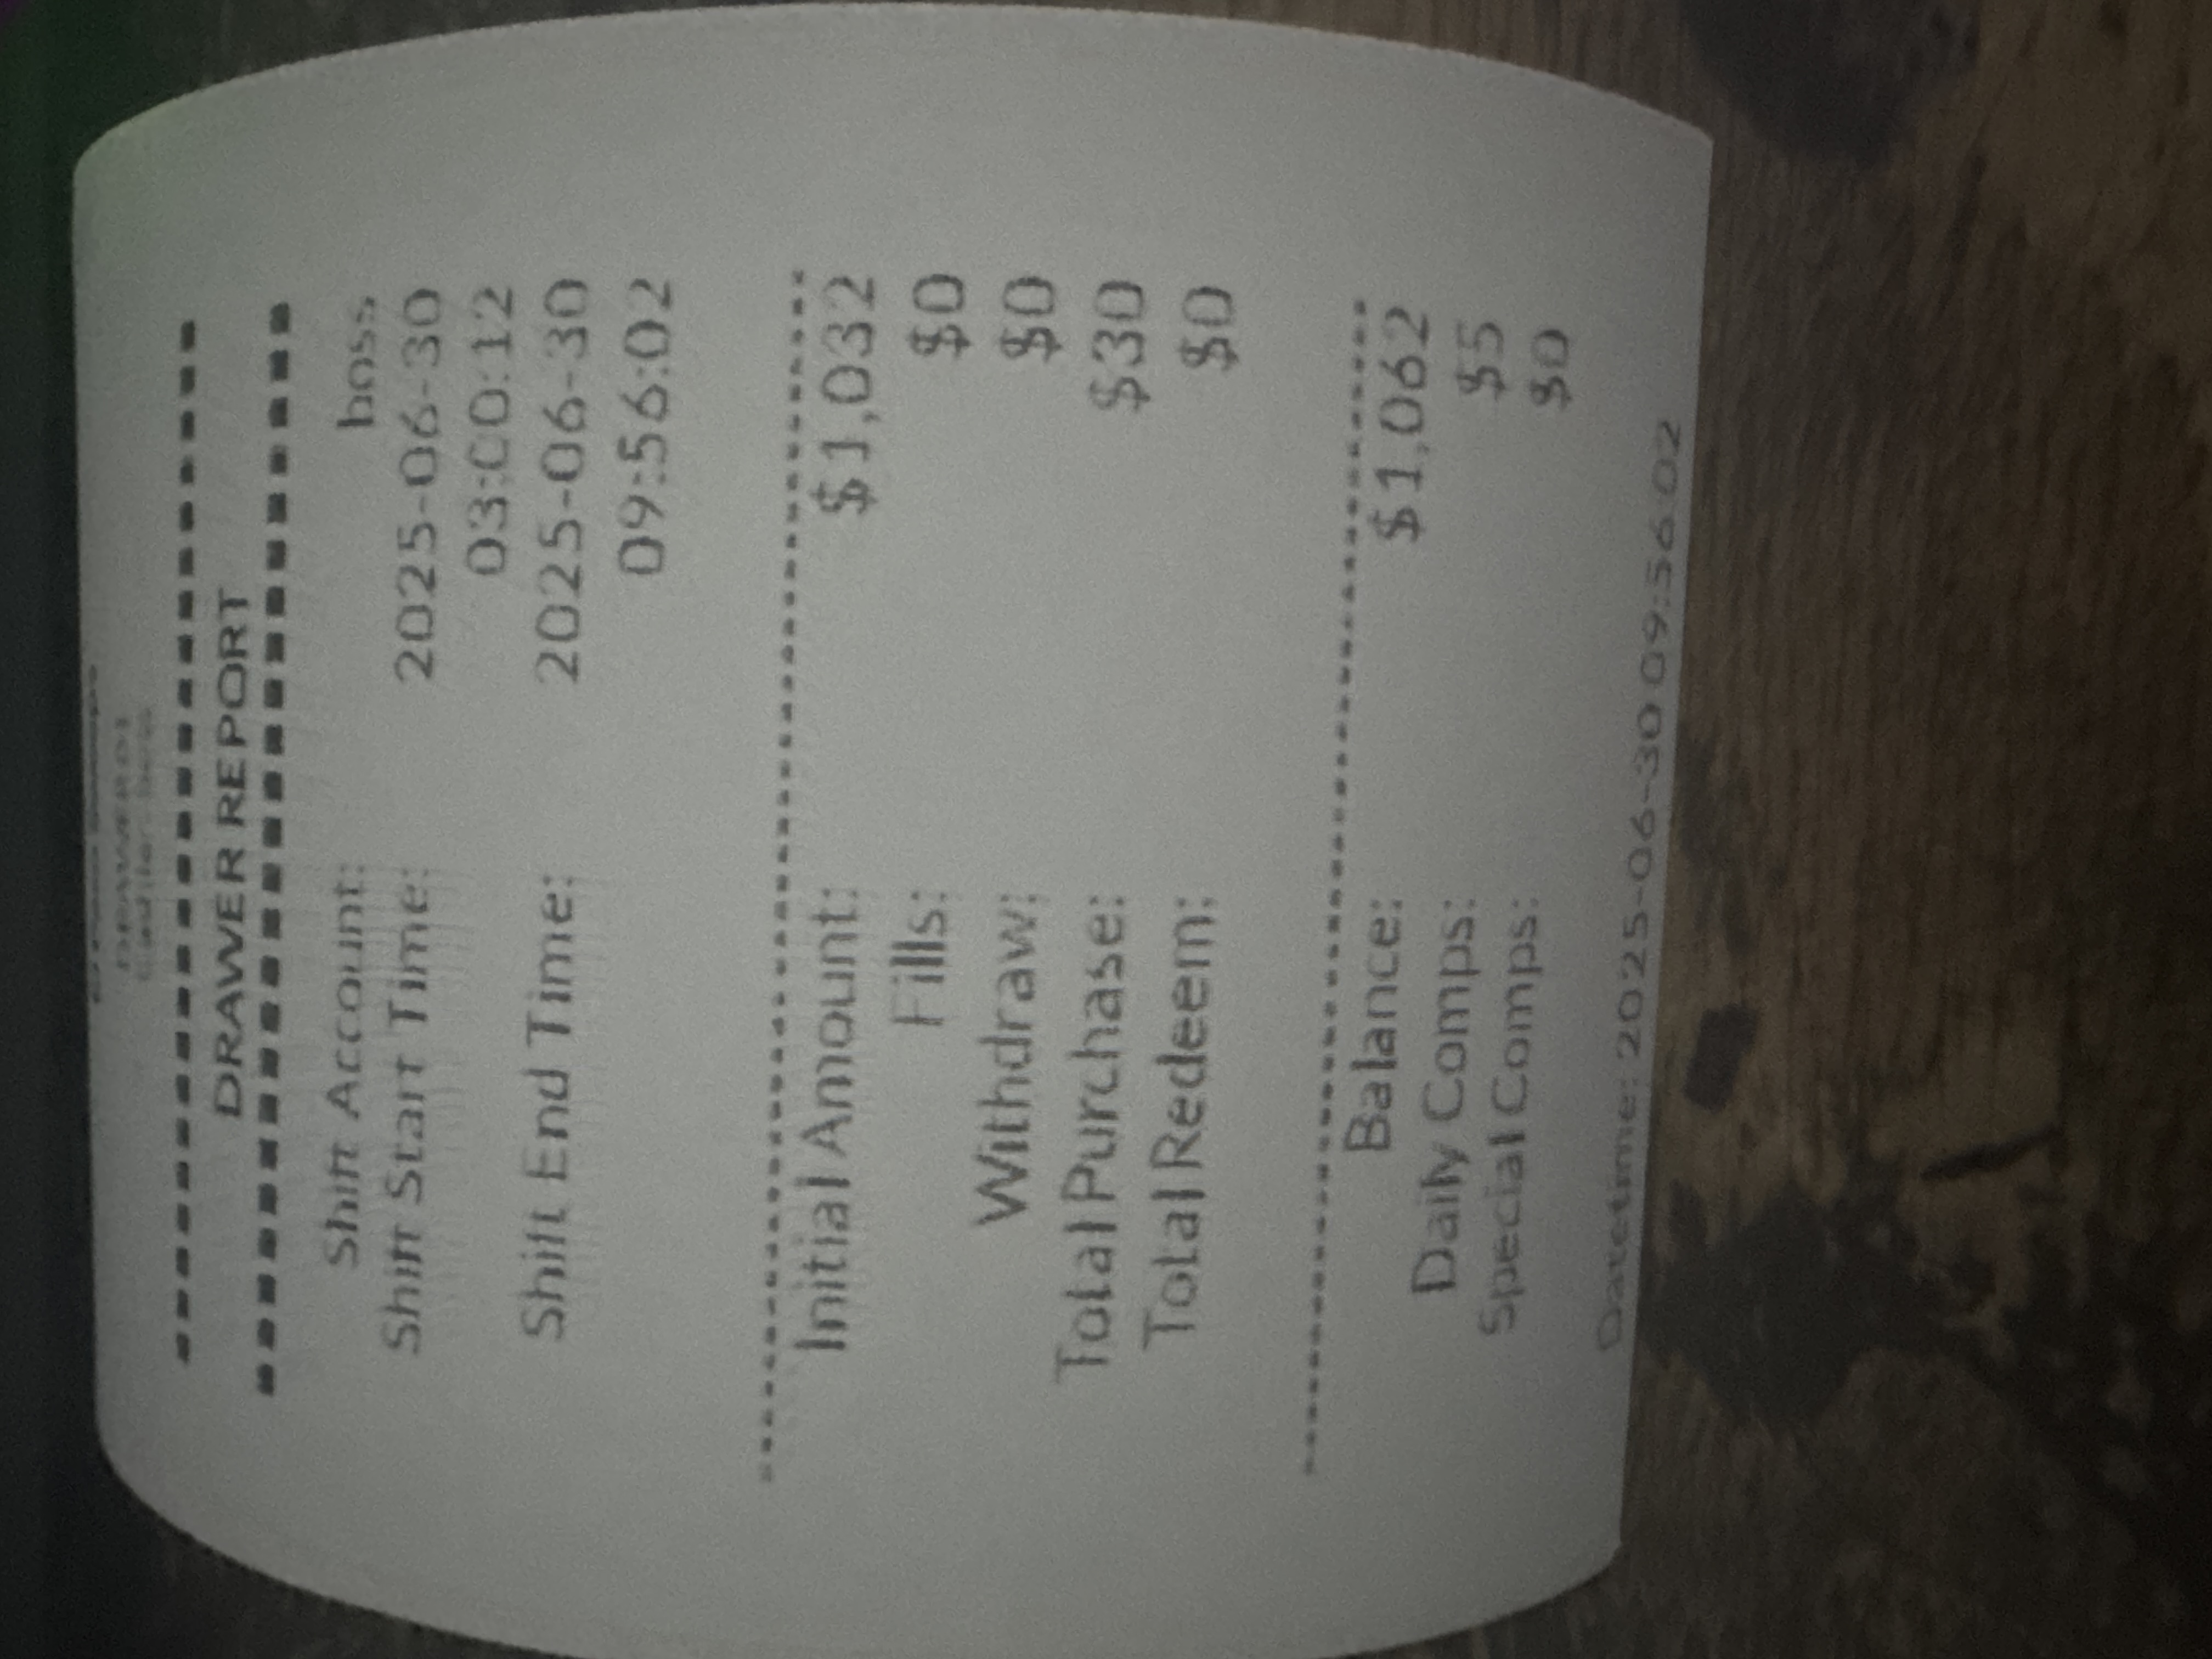 DRAWER01
DRAWER REPORT
Shift Account: boss
Shift Start Time: 2025-06-30
03:00:12
Shift End Time: 2025-06-30
09:56:02
Initial Amount: $1,032
Fills: $0
Withdraw: $0
Total Purchase: $30
Total Redeem: $0
Balance: $1,062
Daily Comps: $5
Special Comps: $0
Datetime: 2025-06-30 09:56:02